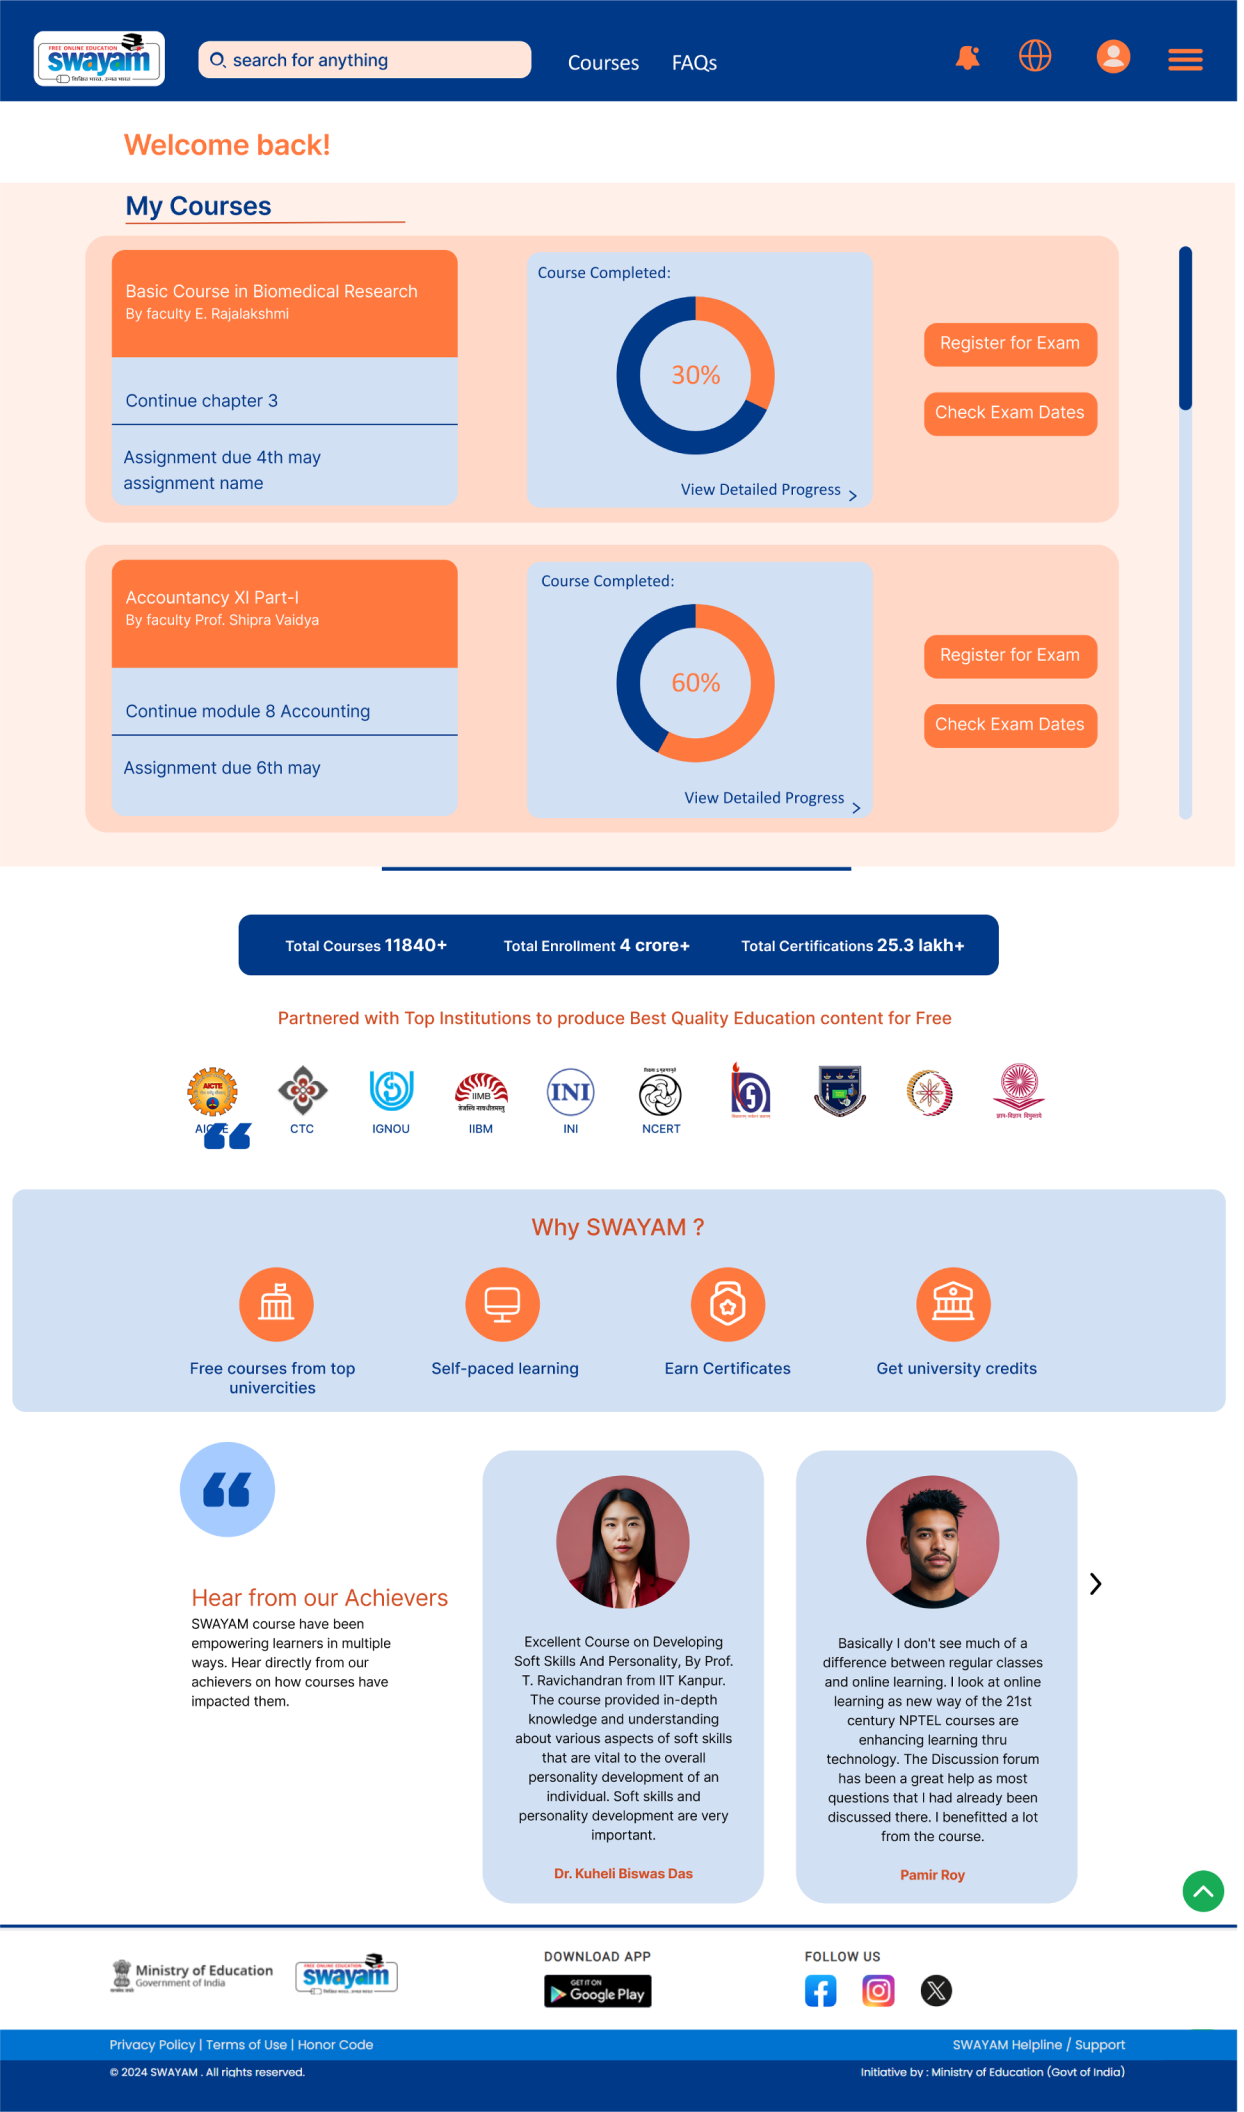 FREE ONLINE EDUCATION
swayam
शिक्षित भारत, उन्नत भारत
search for anything
Courses
FAQs
Welcome back!
My Courses
Basic Course in Biomedical Research
By faculty E. Rajalakshmi
Continue chapter 3
Assignment due 4th may
assignment name
Course Completed:
30%
View Detailed Progress
Register for Exam
Check Exam Dates
Accountancy XI Part-I
By faculty Prof. Shipra Vaidya
Continue module 8 Accounting
Assignment due 6th may
Course Completed:
60%
View Detailed Progress
Register for Exam
Check Exam Dates
Total Courses 11840+
Total Enrollment 4 crore+
Total Certifications 25.3 lakh+
Partnered with Top Institutions to produce Best Quality Education content for Free
AICTE
IIMB
INI
CTC
IGNOU
IIBM
INI
NCERT
Why SWAYAM ?
Free courses from top
univercities
Self-paced learning
Earn Certificates
Get university credits
Hear from our Achievers
SWAYAM course have been
empowering learners in multiple
ways. Hear directly from our
achievers on how courses have
impacted them.
Excellent Course on Developing
Soft Skills And Personality, By Prof.
T. Ravichandran from IIT Kanpur.
The course provided in-depth
knowledge and understanding
about various aspects of soft skills
that are vital to the overall
personality development of an
individual. Soft skills and
personality development are very
important.
Dr. Kuheli Biswas Das
Basically I don't see much of a
difference between regular classes
and online learning. I look at online
learning as new way of the 21st
century NPTEL courses are
enhancing learning thru
technology. The Discussion forum
has been a great help as most
questions that I had already been
discussed there. I benefitted a lot
from the course.
Pamir Roy
Ministry of Education
Government of India
FREE ONLINE EDUCATION
swayam
DOWNLOAD APP
GET IT ON
Google Play
FOLLOW US
Privacy Policy | Terms of Use | Honor Code
SWAYAM Helpline / Support
© 2024 SWAYAM . All rights reserved.
Initiative by : Ministry of Education (Govt of India)